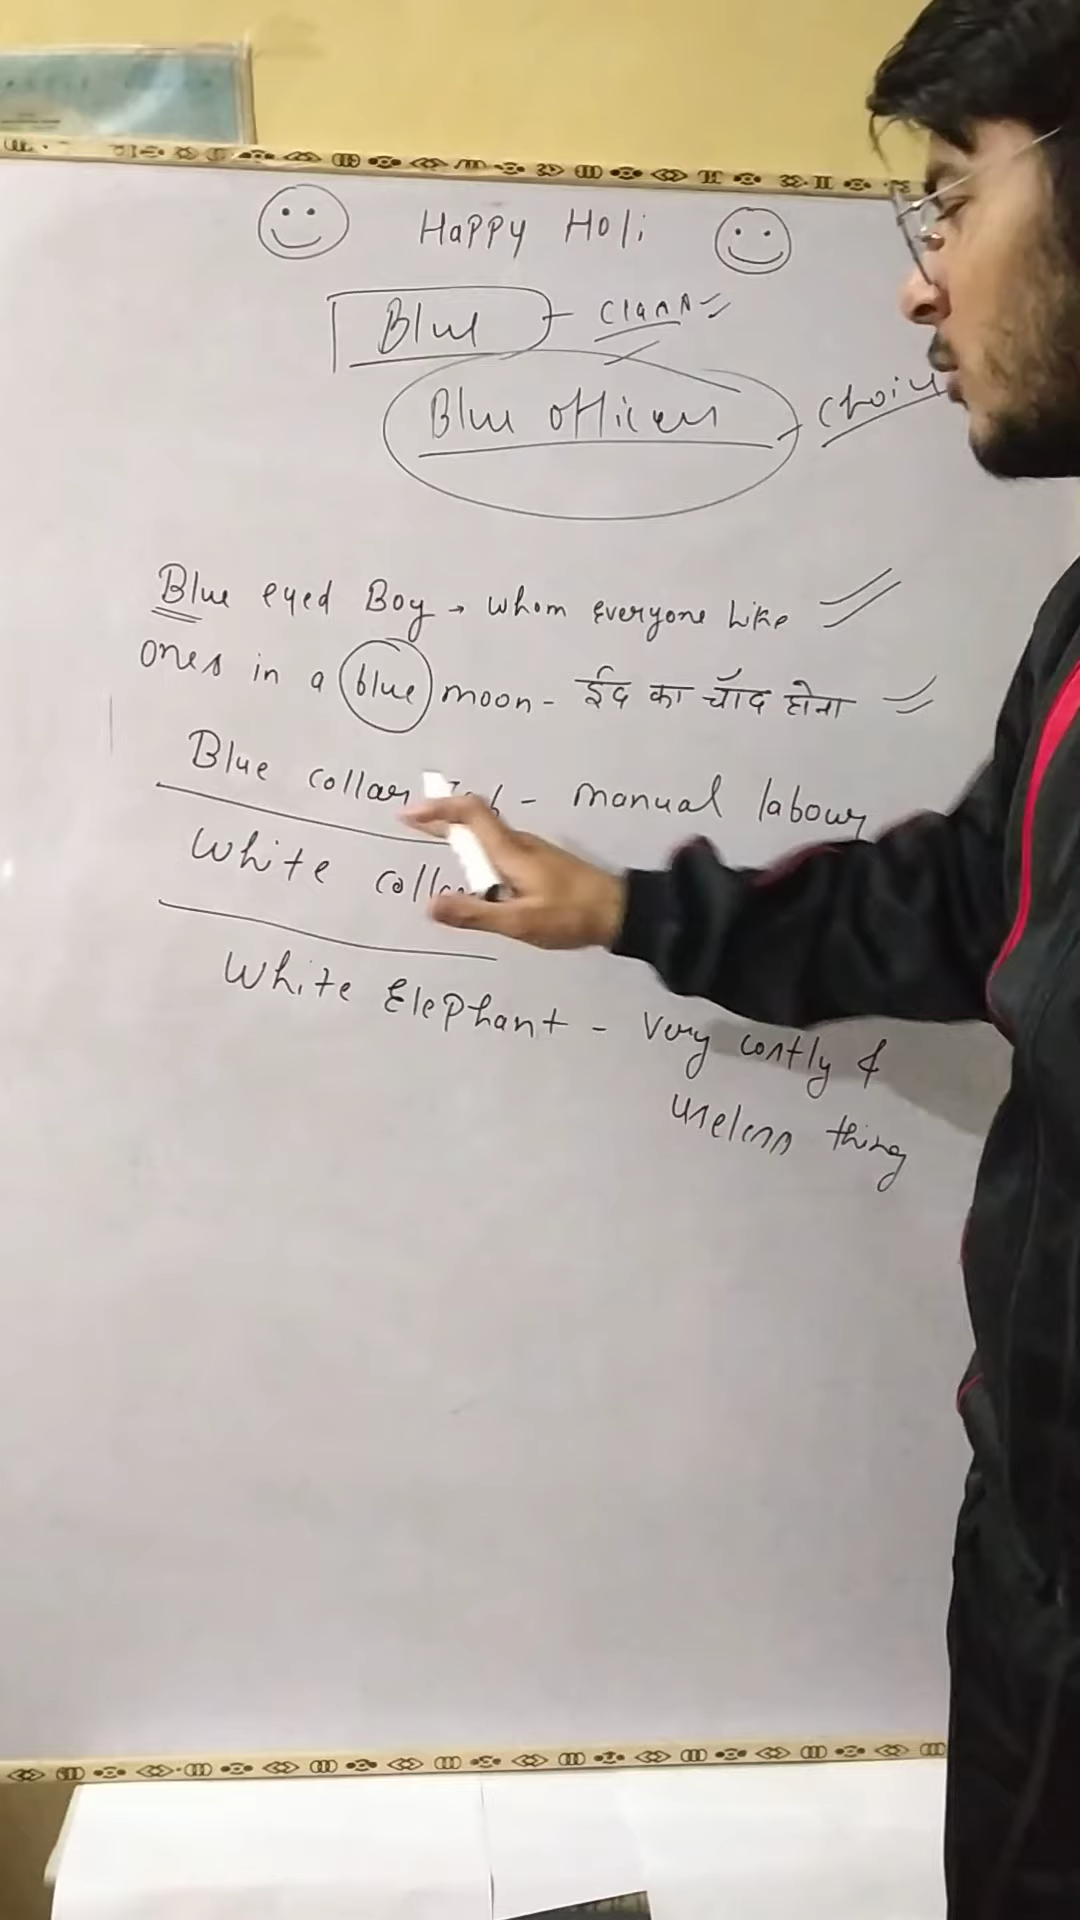 Happy Holi
Blue - Class
Blue officers - choice
Blue eyed Boy → whom everyone Like
Ones in a blue moon - ईद का चाँद होना
Blue collar Job - manual labour
White collar
White Elephant - Very costly &
useless thing